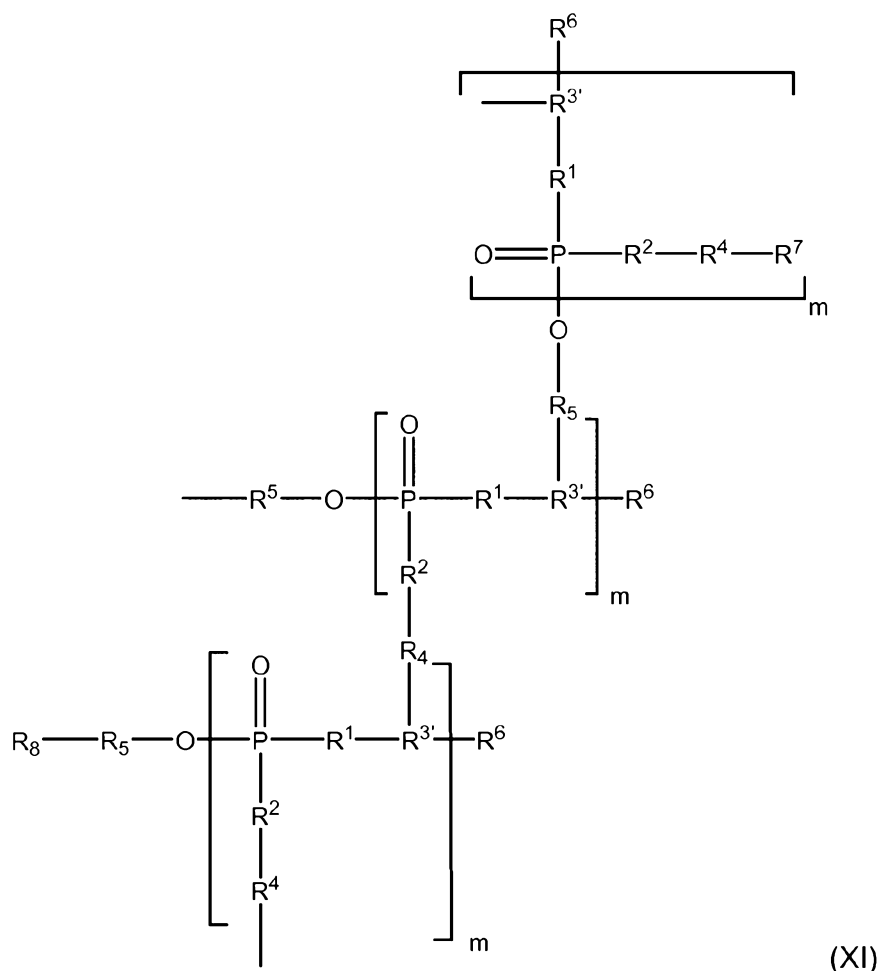 R⁶
R³'
R¹
O=P—R²—R⁴—R⁷
m
O
R₅
O
R⁵—O—P—R¹—R³'—R⁶
R²
m
R₄
O
R₈—R₅—O—P—R¹—R³'—R⁶
R²
R⁴
m
(XI)